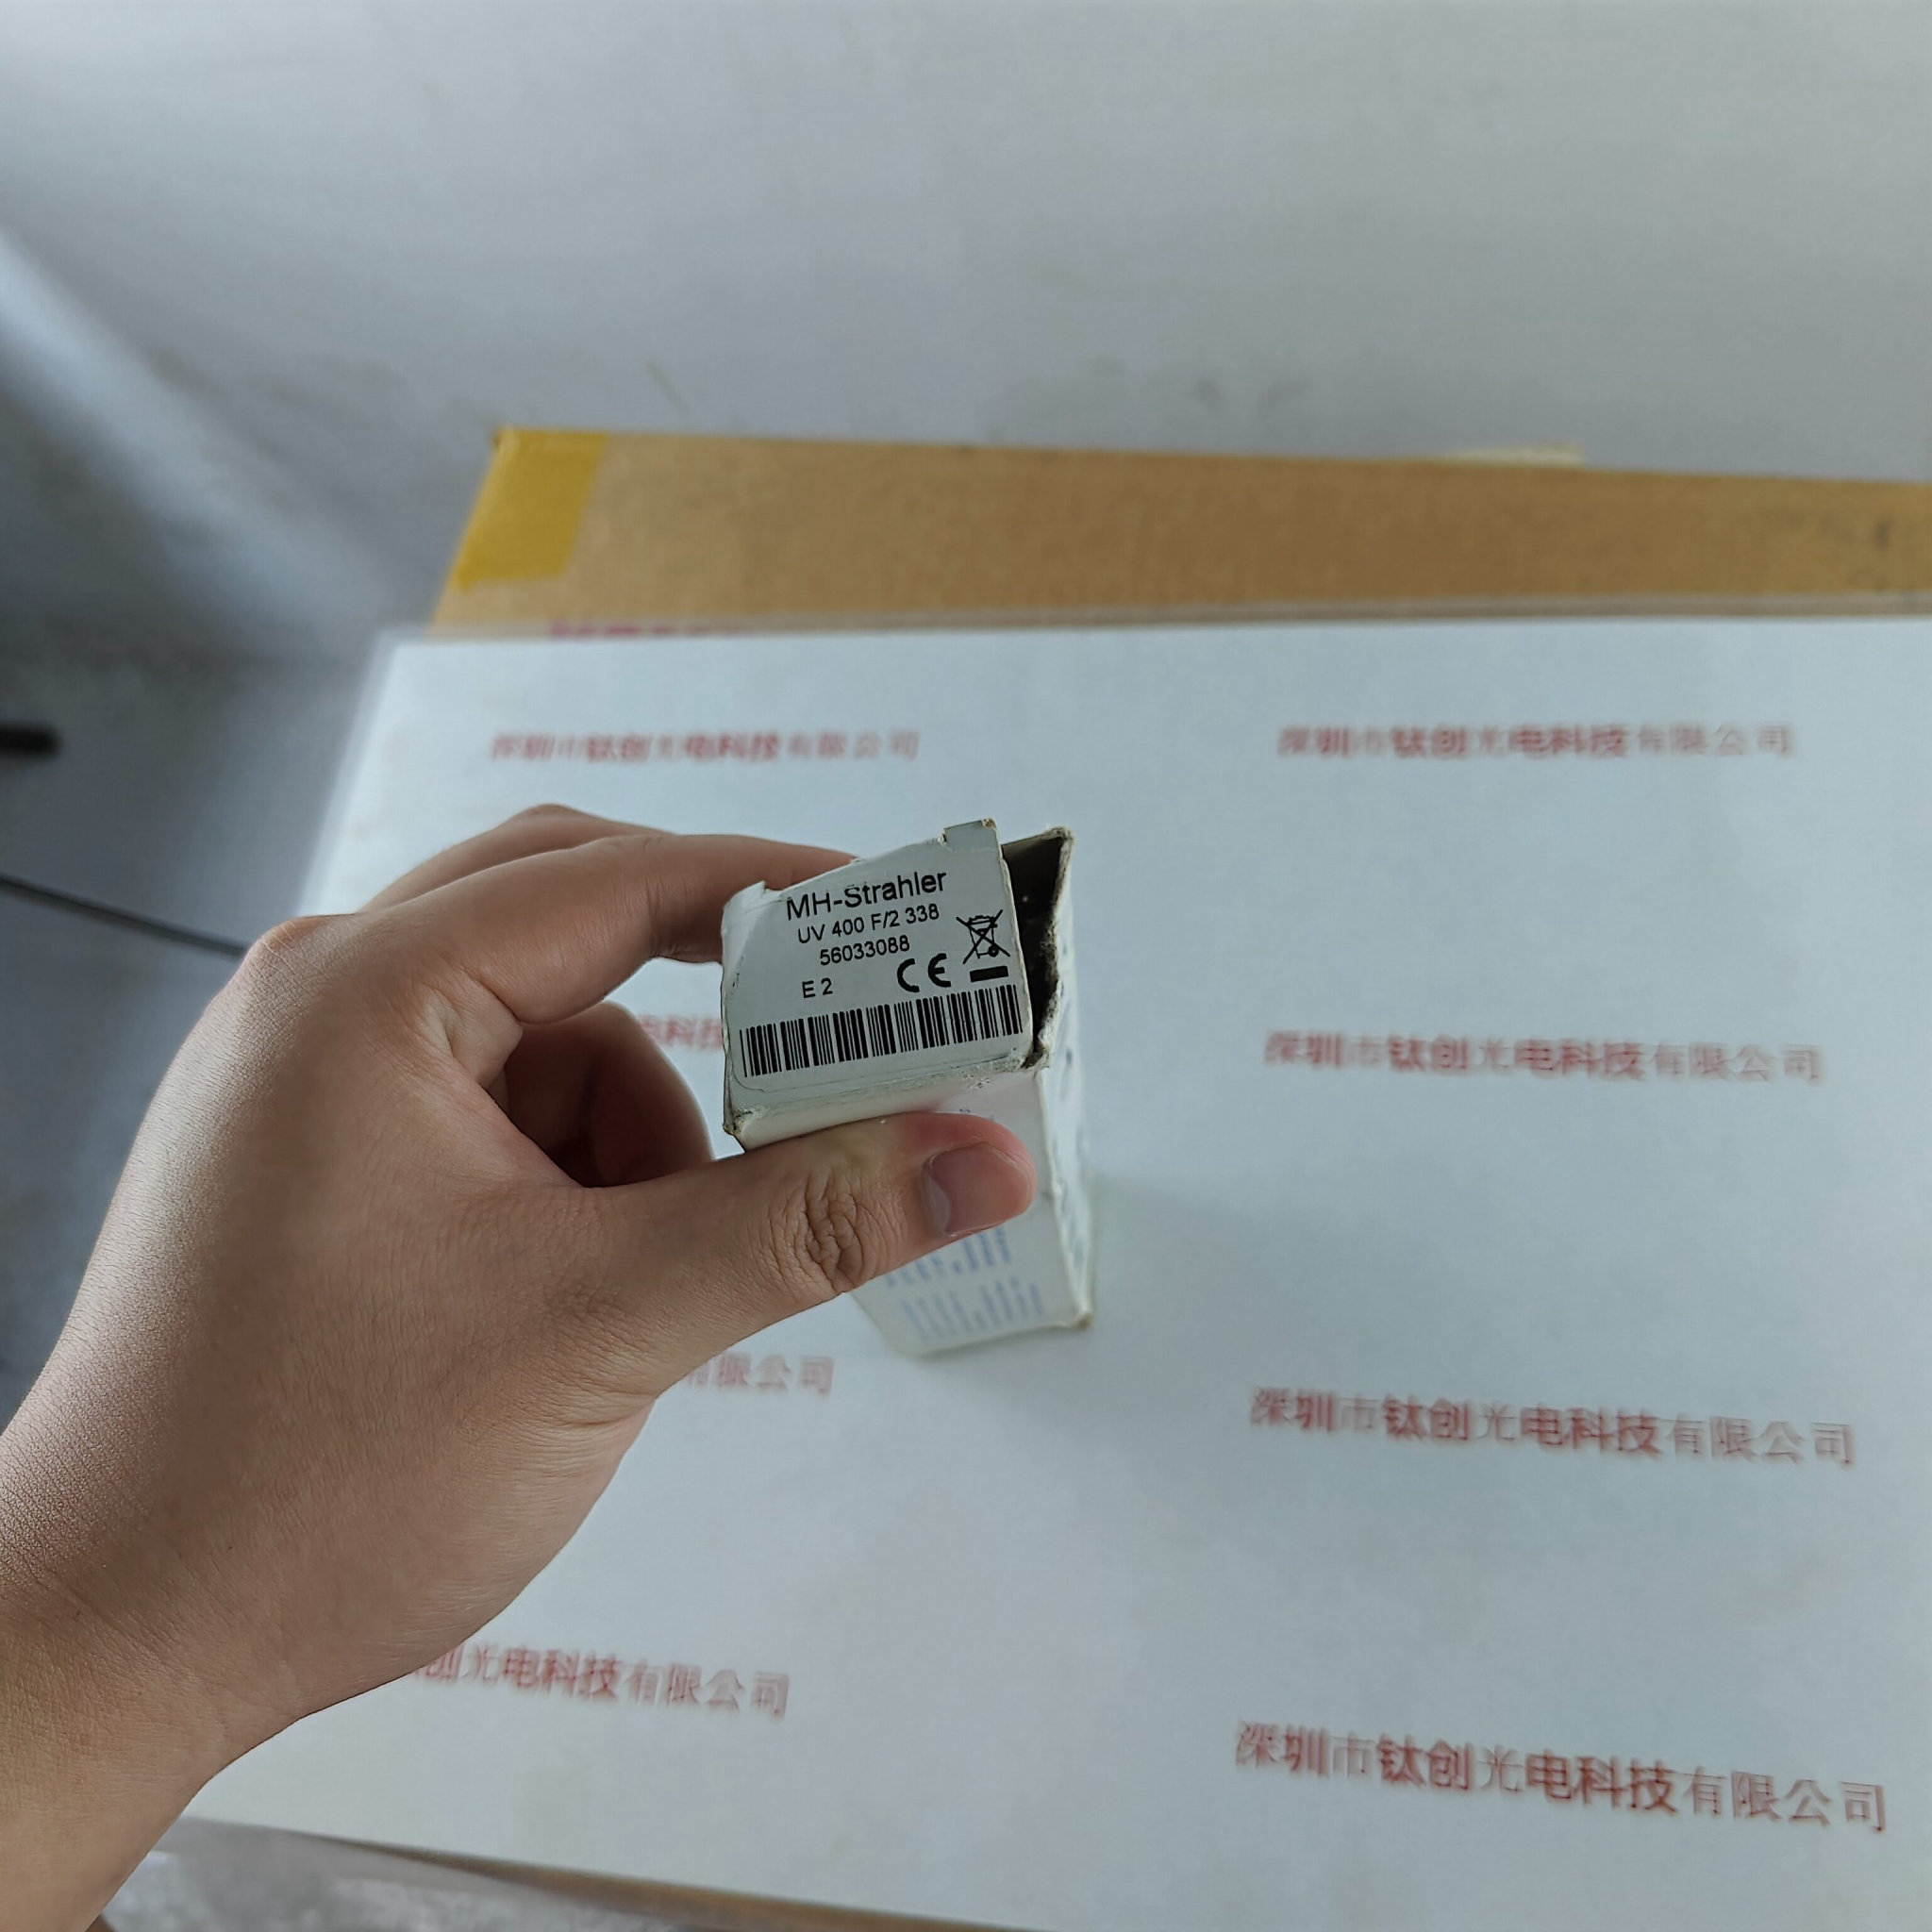 深圳市钛创光电科技有限公司
深圳市钛创光电科技有限公司
MH-Strahler
UV 400 F/2 338
56033088
E 2
CE
电科技
深圳市钛创光电科技有限公司
有限公司
深圳市钛创光电科技有限公司
创光电科技有限公司
深圳市钛创光电科技有限公司